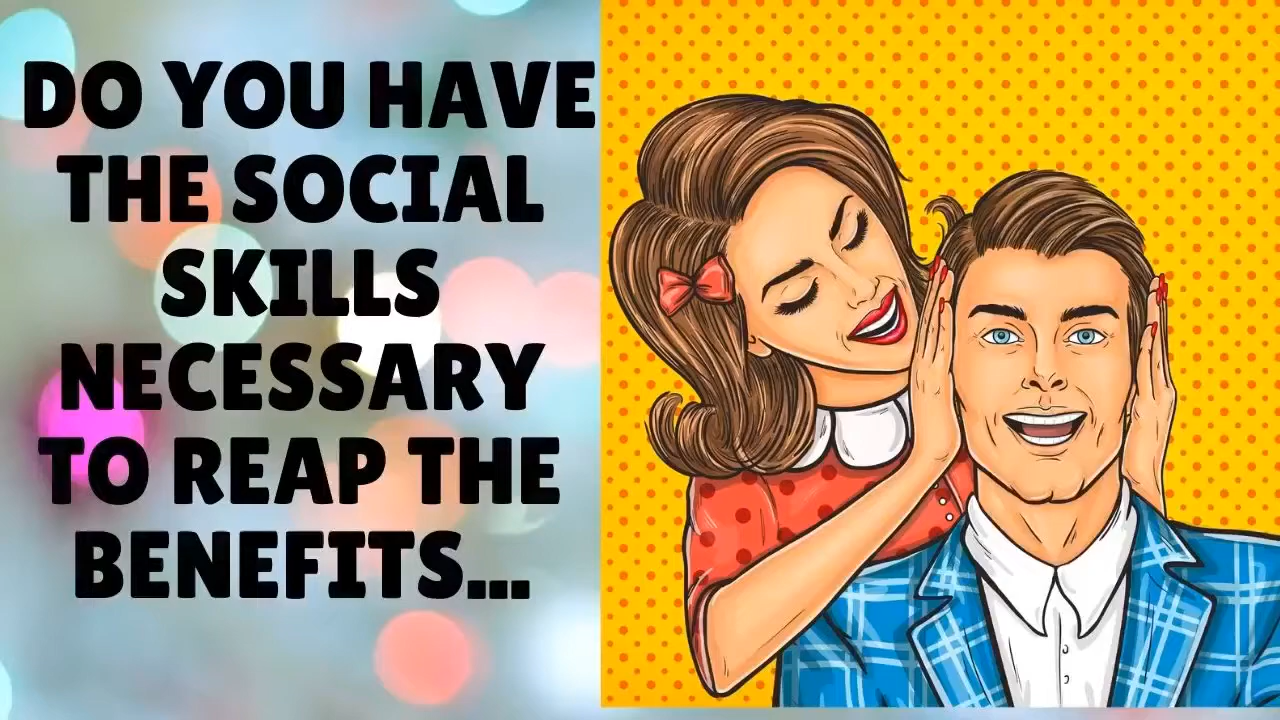 DO YOU HAVE
THE SOCIAL
SKILLS
NECESSARY
TO REAP THE
BENEFITS...